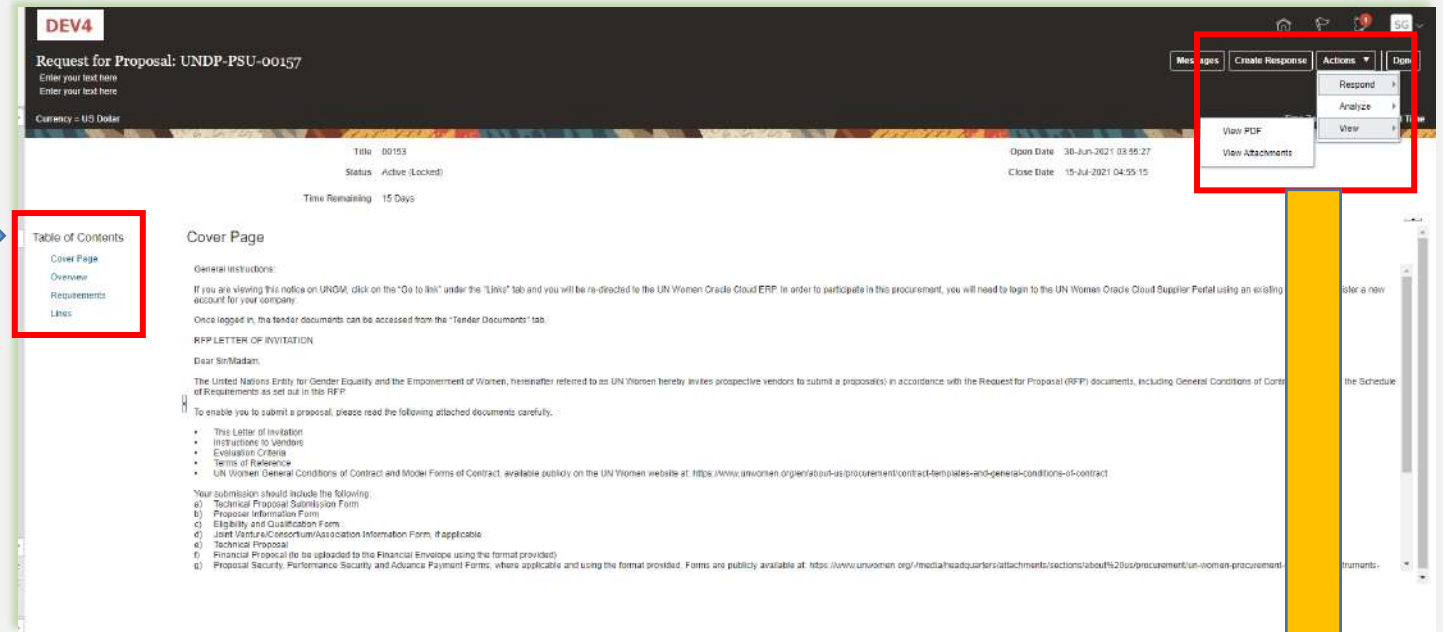 DEV4
1
SG
Request for Proposal: UNDP-PSU-00157
Messages Create Response Actions Done
Enter your text here
Enter your text here
Respond
Analyze
View
View PDF
View Attachments
Currency = US Dollar
Time
Title 00153
Open Date 30-Jun-2021 03:55:27
Status Active (Locked)
Close Date 15-Jul-2021 04:55:15
Time Remaining 15 Days
Table of Contents
Cover Page
Overview
Requirements
Lines
Cover Page
General Instructions:
If you are viewing this notice on UNGM, click on the "Go to link" under the "Links" tab and you will be re-directed to the UN Women Oracle Cloud ERP. In order to participate in this procurement, you will need to login to the UN Women Oracle Cloud Supplier Portal using an existing ister a new
account for your company.
Once logged in, the tender documents can be accessed from the "Tender Documents" tab.
RFP LETTER OF INVITATION
Dear Sir/Madam,
The United Nations Entity for Gender Equality and the Empowerment of Women, hereinafter referred to as UN Women hereby invites prospective vendors to submit a proposal(s) in accordance with the Request for Proposal (RFP) documents, including General Conditions of Contr the Schedule
of Requirements as set out in this RFP.
To enable you to submit a proposal, please read the following attached documents carefully.
• This Letter of Invitation
• Instructions to Vendors
• Evaluation Criteria
• Terms of Reference
• UN Women General Conditions of Contract and Model Forms of Contract, available publicly on the UN Women website at: https://www.unwomen.org/en/about-us/procurement/contract-templates-and-general-conditions-of-contract
Your submission should include the following:
a) Technical Proposal Submission Form
b) Proposer Information Form
c) Eligibility and Qualification Form
d) Joint Venture/Consortium/Association Information Form, if applicable
e) Technical Proposal
f) Financial Proposal (to be uploaded to the Financial Envelope using the format provided)
g) Proposal Security, Performance Security and Advance Payment Forms, where applicable and using the format provided. Forms are publicly available at: https://www.unwomen.org/-/media/headquarters/attachments/sections/about%20us/procurement/un-women-procurement- truments-